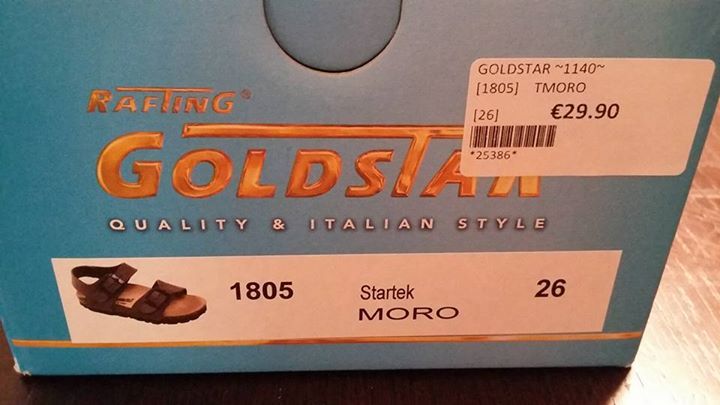 GOLDSTAR ~1140~
[1805] TMORO
[26] €29.90
*25386*
RAFTING®
GOLDSTAR
QUALITY & ITALIAN STYLE
1805 Startek 26
MORO